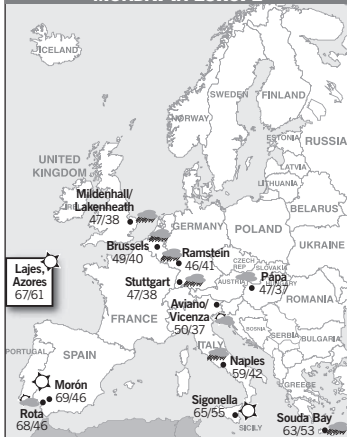 ICELAND
SWEDEN
FINLAND
NORWAY
ESTONIA
RUSSIA
LATVIA
LITHUANIA
UNITED
KINGDOM
Mildenhall/
Lakenheath
47/38
BELARUS
GERMANY
POLAND
Brussels
49/40
Ramstein
46/41
UKRAINE
Lajes,
Azores
67/61
CZECH
REP
SLOVAKIA
Pápa
47/37
Stuttgart
47/38
AUSTRIA
HUNGARY
ROMANIA
FRANCE
Aviano/
Vicenza
50/37
BOSNIA
SERBIA
BULGARIA
ITALY
PORTUGAL
SPAIN
Naples
59/42
GREECE
Morón
69/46
Rota
68/46
Sigonella
65/55
SICILY
Souda Bay
63/53